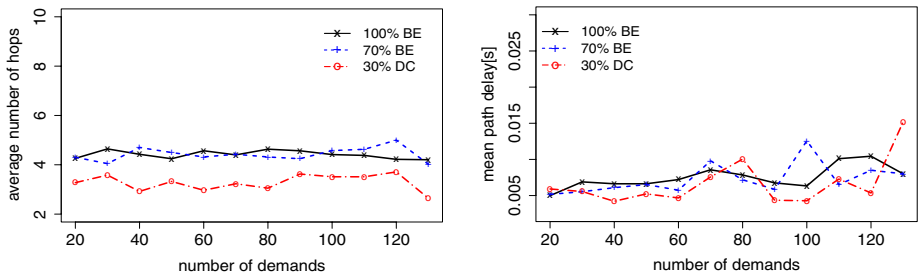 10
8
6
4
2
average number of hops
100% BE
70% BE
30% DC
20 40 60 80 100 120
number of demands
0.025
0.015
0.005
mean path delay[s]
100% BE
70% BE
30% DC
20 40 60 80 100 120
number of demands